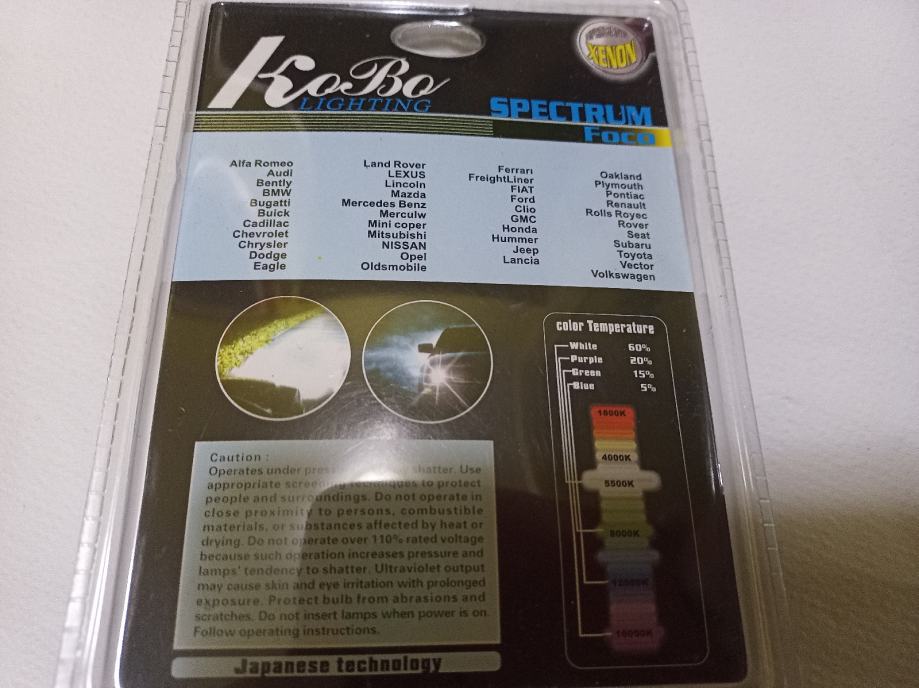 KoBo
LIGHTING
XENON
SPECTRUM
Foco
Alfa Romeo
Audi
Bently
BMW
Bugatti
Buick
Cadillac
Chevrolet
Chrysler
Dodge
Eagle
Land Rover
LEXUS
Lincoln
Mazda
Mercedes Benz
Merculw
Mini coper
Mitsubishi
NISSAN
Opel
Oldsmobile
Ferrari
FreightLiner
FIAT
Ford
Clio
GMC
Honda
Hummer
Jeep
Lancia
Oakland
Plymouth
Pontiac
Renault
Rolls Royec
Rover
Seat
Subaru
Toyota
Vector
Volkswagen
color Temperature
White 60%
Purple 20%
Green 15%
Blue 5%
1800K
4000K
5500K
8000K
12000K
Caution :
Operates under shatter. Use
appropriate screening techniques to protect
people and surroundings. Do not operate in
close proximity to persons, combustible
materials, or substances affected by heat or
drying. Do not operate over 110% rated voltage
because such operation increases pressure and
lamps' tendency to shatter. Ultraviolet output
may cause skin and eye irritation with prolonged
exposure. Protect bulb from abrasions and
scratches. Do not insert lamps when power is on.
Follow operating instructions.
Japanese technology